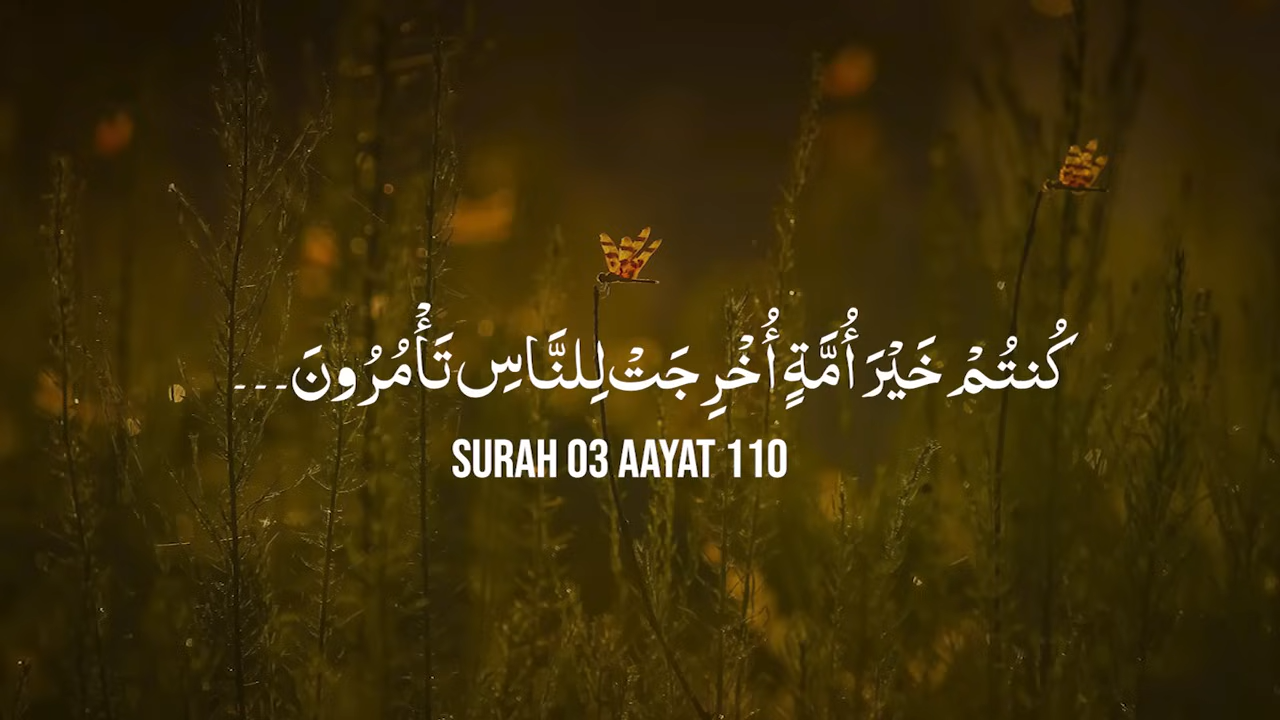 كُنتُمْ خَيْرَ أُمَّةٍ أُخْرِجَتْ لِلنَّاسِ تَأْمُرُونَ...
SURAH 03 AAYAT 110